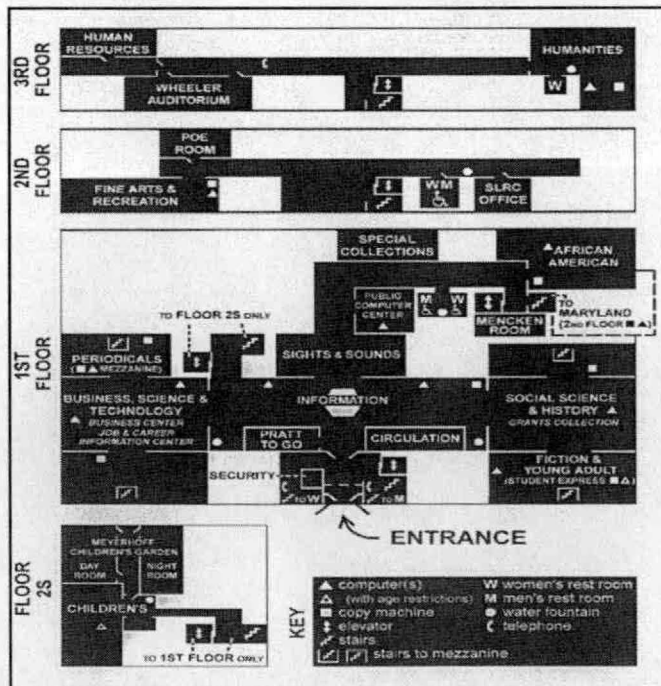 3RD
FLOOR
HUMAN
RESOURCES
WHEELER
AUDITORIUM
HUMANITIES
W
2ND
FLOOR
POE
ROOM
FINE ARTS &
RECREATION
W M
SLRC
OFFICE
1ST
FLOOR
SPECIAL
COLLECTIONS
AFRICAN
AMERICAN
PUBLIC
COMPUTER
CENTER
M W
MENCKEN
ROOM
TO
MARYLAND
(2ND FLOOR ■ ▲)
TO FLOOR 2S ONLY
PERIODICALS
(■ ▲ MEZZANINE)
SIGHTS & SOUNDS
BUSINESS, SCIENCE &
TECHNOLOGY
BUSINESS CENTER
JOB & CAREER
INFORMATION CENTER
INFORMATION
SOCIAL SCIENCE
& HISTORY
GRANTS COLLECTION
PRATT
TO GO
CIRCULATION
SECURITY
TO W
TO M
FICTION &
YOUNG ADULT
(STUDENT EXPRESS ■ △)
ENTRANCE
FLOOR
2S
MEYERHOFF
CHILDREN'S GARDEN
DAY
ROOM
NIGHT
ROOM
CHILDREN'S
TO 1ST FLOOR ONLY
KEY
▲ computer(s)
△ (with age restrictions)
■ copy machine
elevator
stairs
stairs to mezzanine
W women's rest room
M men's rest room
● water fountain
telephone